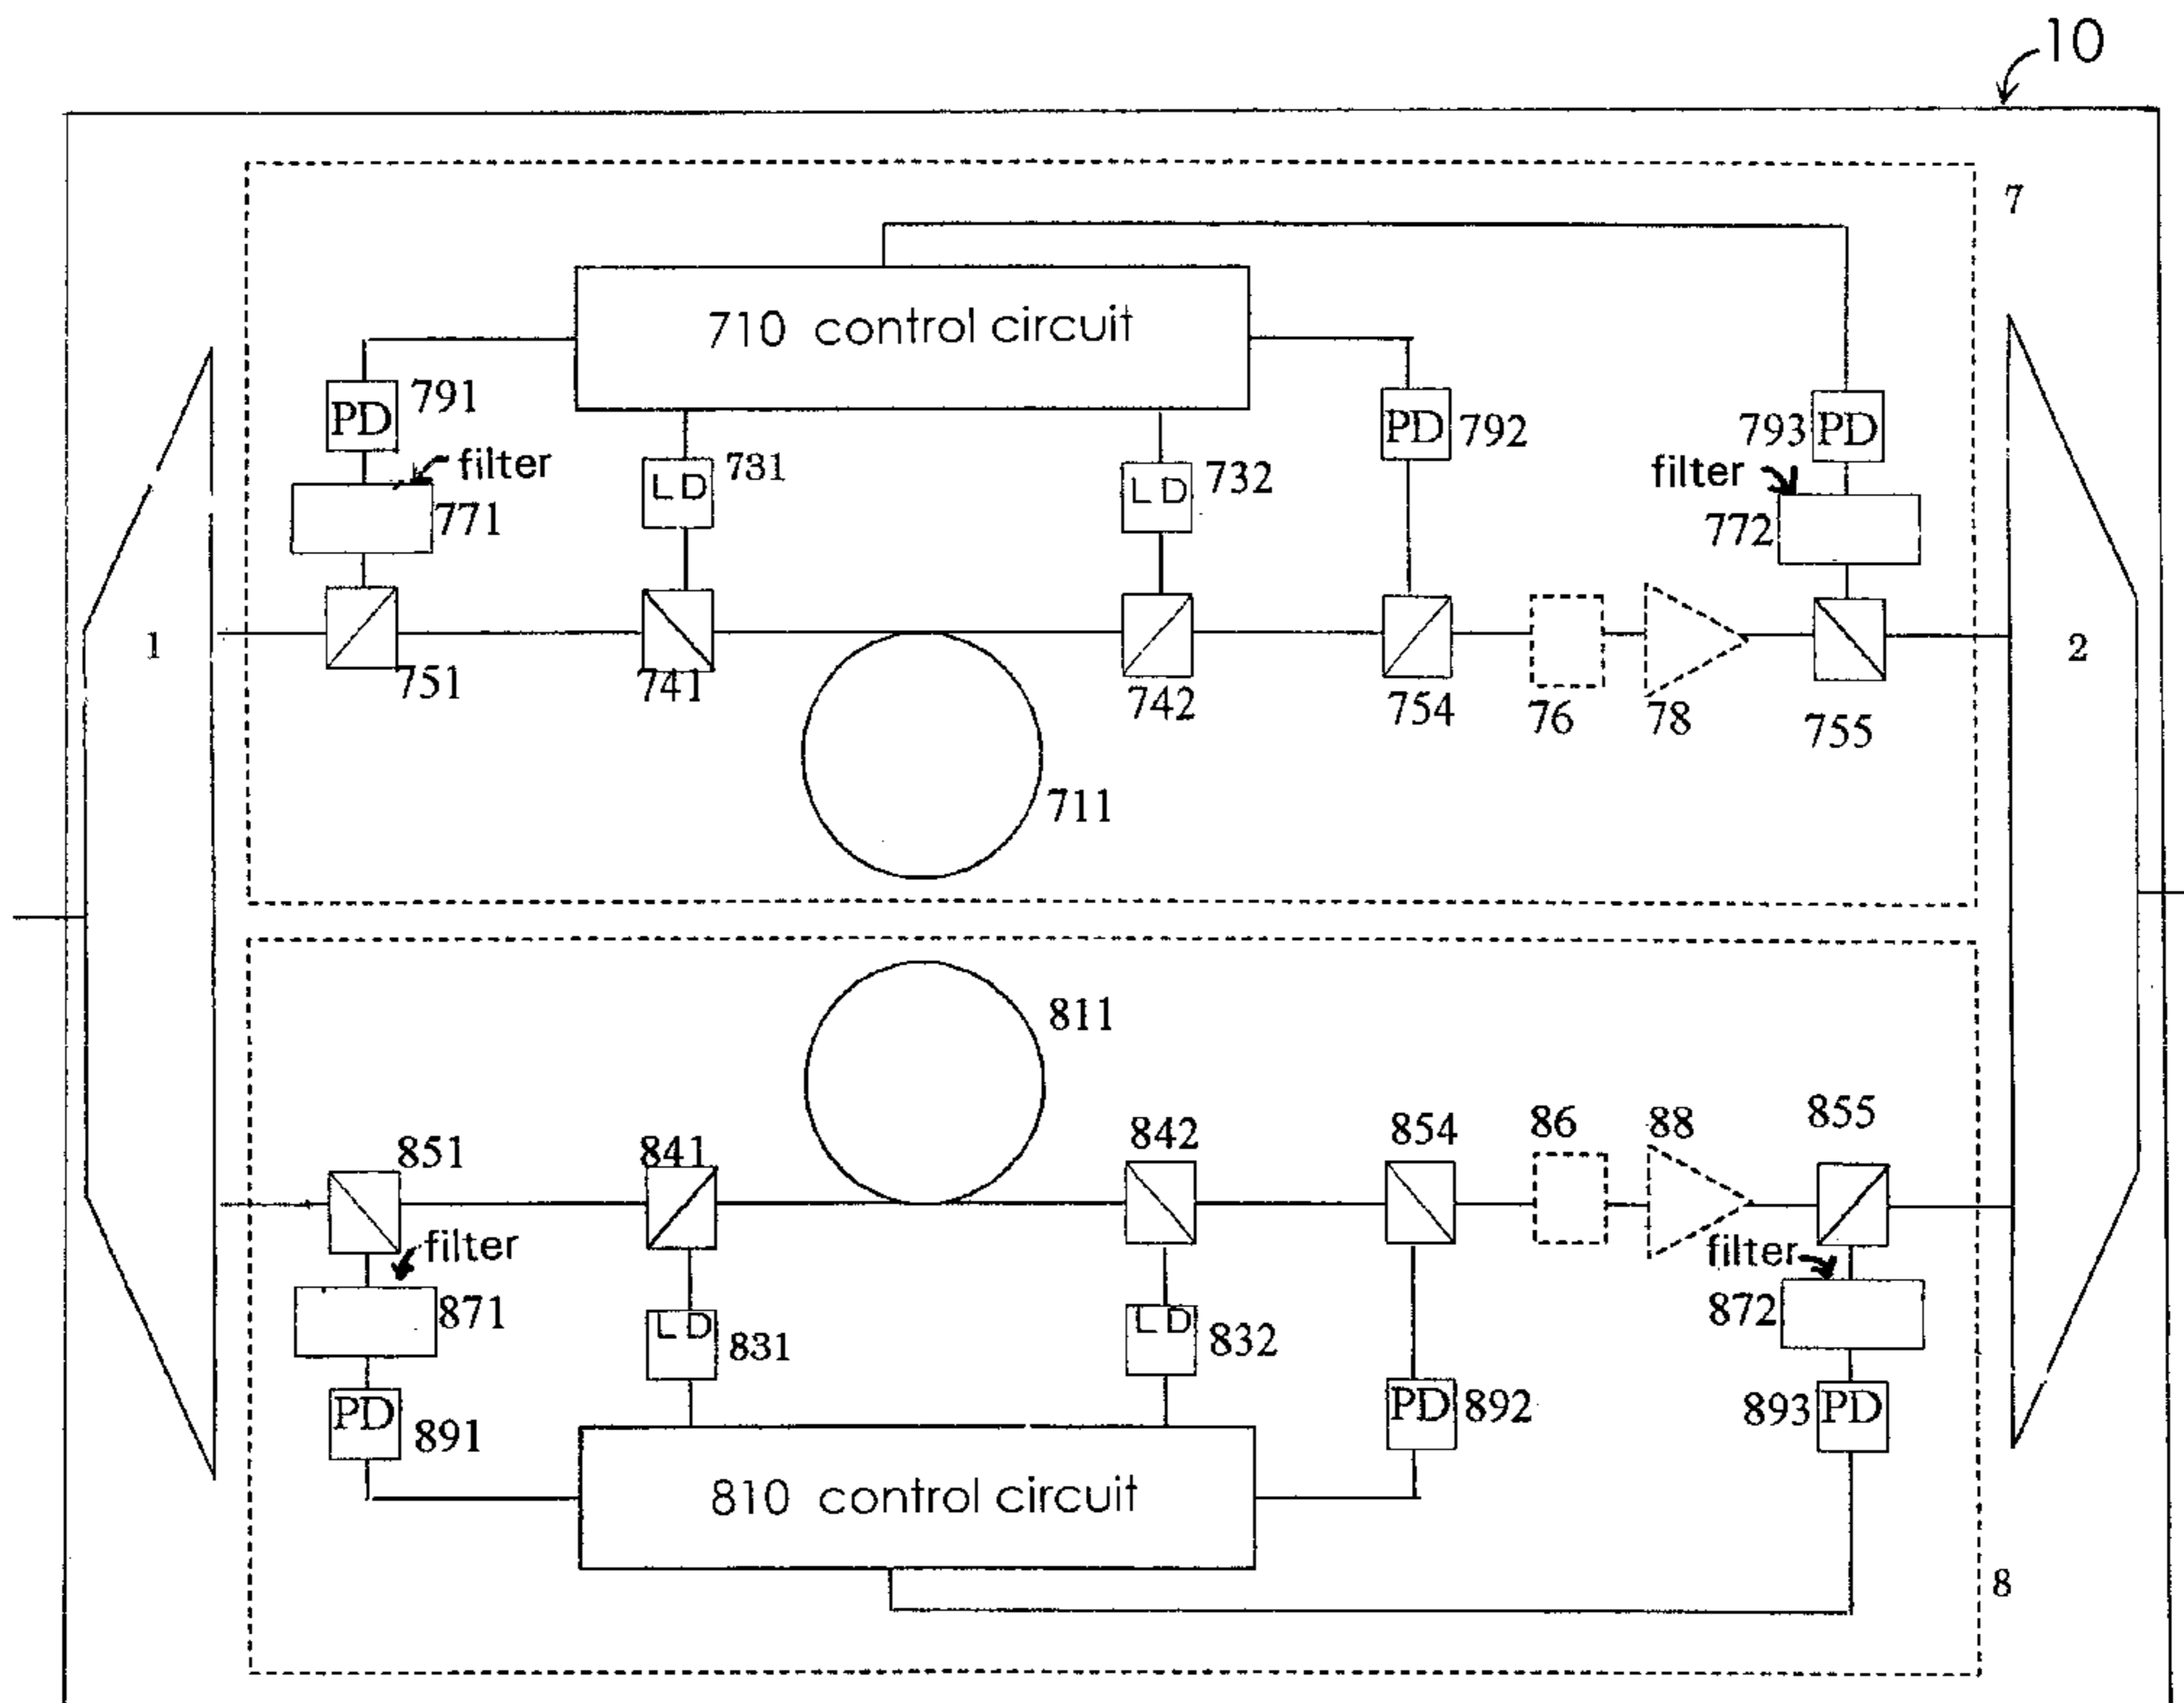 10
7
710 control circuit
PD 791
PD 792
793 PD
filter
LD 731
LD 732
filter
771
772
1
2
751
741
742
754
76
78
755
711
811
851
841
842
854
86
88
855
filter
filter
871
872
LD 831
LD 832
PD 891
PD 892
893 PD
810 control circuit
8